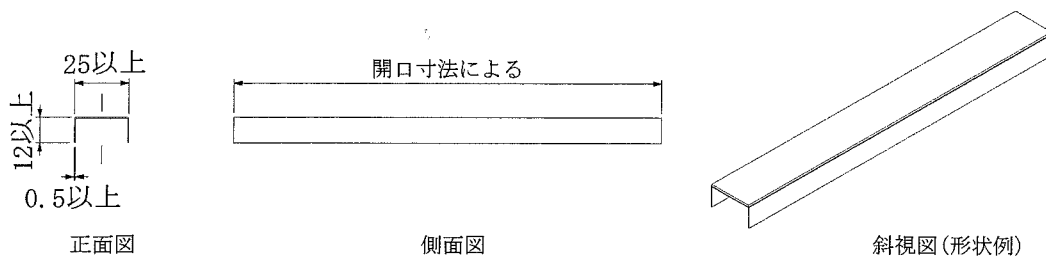 25以上
開口寸法による
12以上
0.5以上
正面図
側面図
斜視図(形状例)